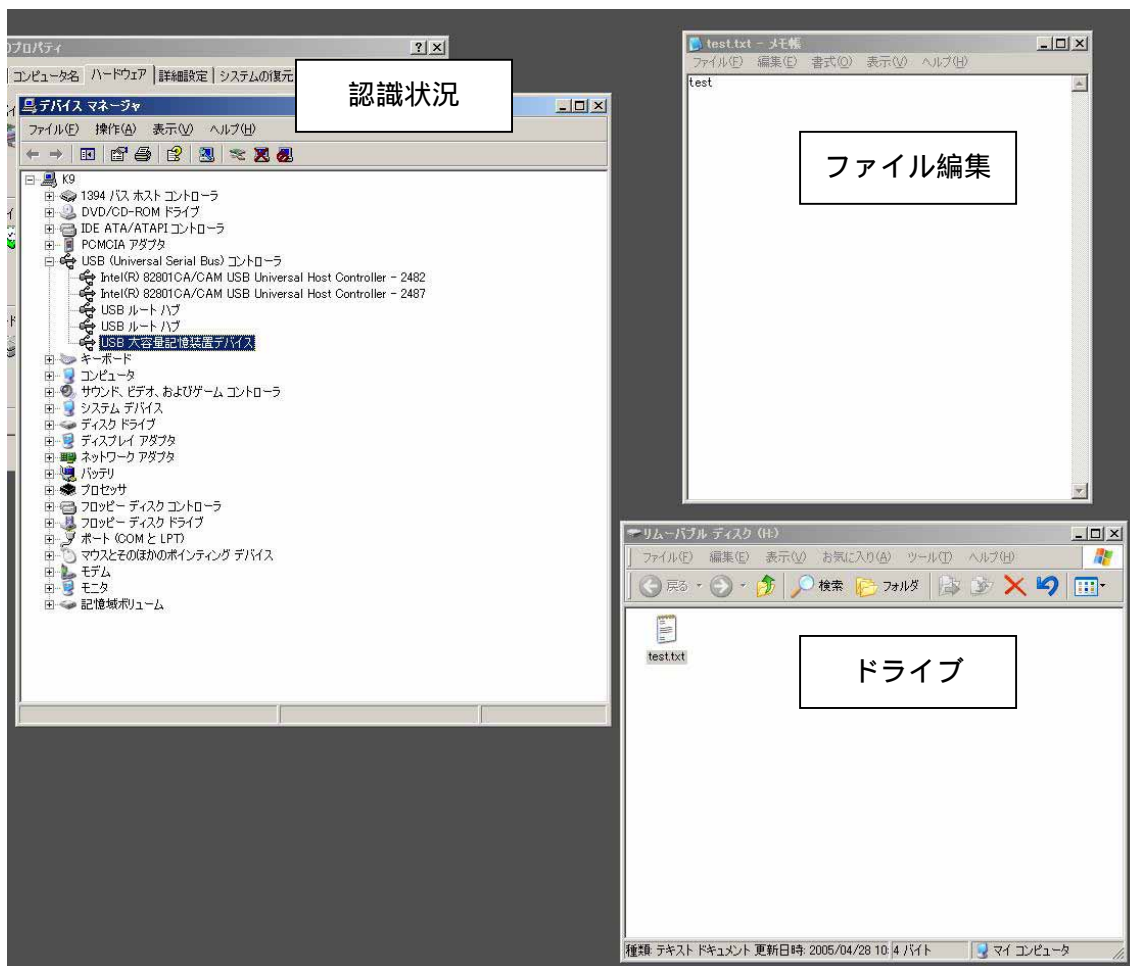 のプロパティ
コンピュータ名 ハードウェア 詳細設定 システムの復元
認識状況
デバイス マネージャ
ファイル(F) 操作(A) 表示(V) ヘルプ(H)
K9
1394 バス ホスト コントローラ
DVD/CD-ROM ドライブ
IDE ATA/ATAPI コントローラ
PCMCIA アダプタ
USB (Universal Serial Bus) コントローラ
Intel(R) 82801CA/CAM USB Universal Host Controller - 2482
Intel(R) 82801CA/CAM USB Universal Host Controller - 2487
USB ルート ハブ
USB ルート ハブ
USB 大容量記憶装置デバイス
キーボード
コンピュータ
サウンド、ビデオ、およびゲーム コントローラ
システム デバイス
ディスク ドライブ
ディスプレイ アダプタ
ネットワーク アダプタ
バッテリ
プロセッサ
フロッピー ディスク コントローラ
フロッピー ディスク ドライブ
ポート (COM と LPT)
マウスとそのほかのポインティング デバイス
モデム
モニタ
記憶域ボリューム
test.txt - メモ帳
ファイル(F) 編集(E) 書式(O) 表示(V) ヘルプ(H)
test
ファイル編集
リムーバブル ディスク (H:)
ファイル(F) 編集(E) 表示(V) お気に入り(A) ツール(T) ヘルプ(H)
戻る 検索 フォルダ
test.txt
ドライブ
種類: テキスト ドキュメント 更新日時: 2005/04/28 10: 4 バイト マイ コンピュータ